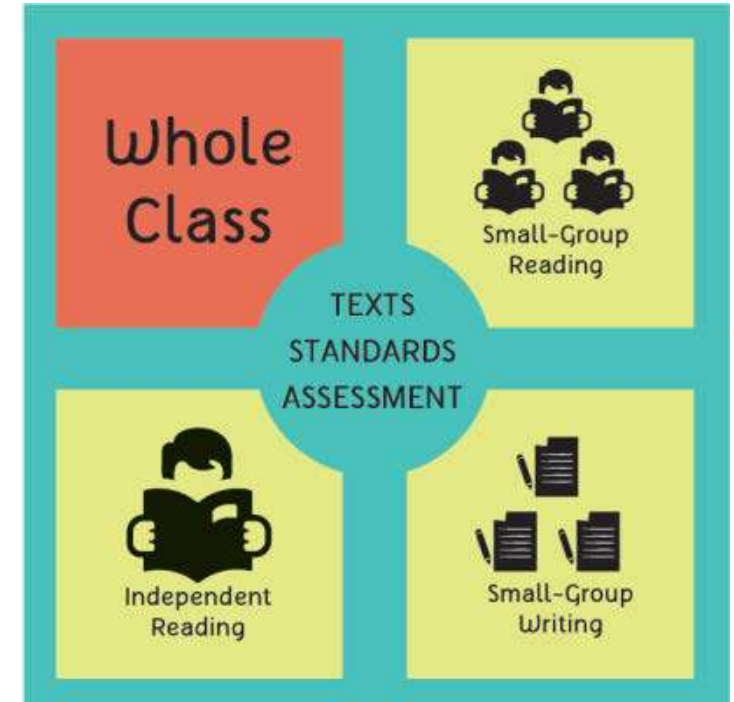 Whole
Class
Small-Group
Reading
TEXTS
STANDARDS
ASSESSMENT
Independent
Reading
Small-Group
Writing